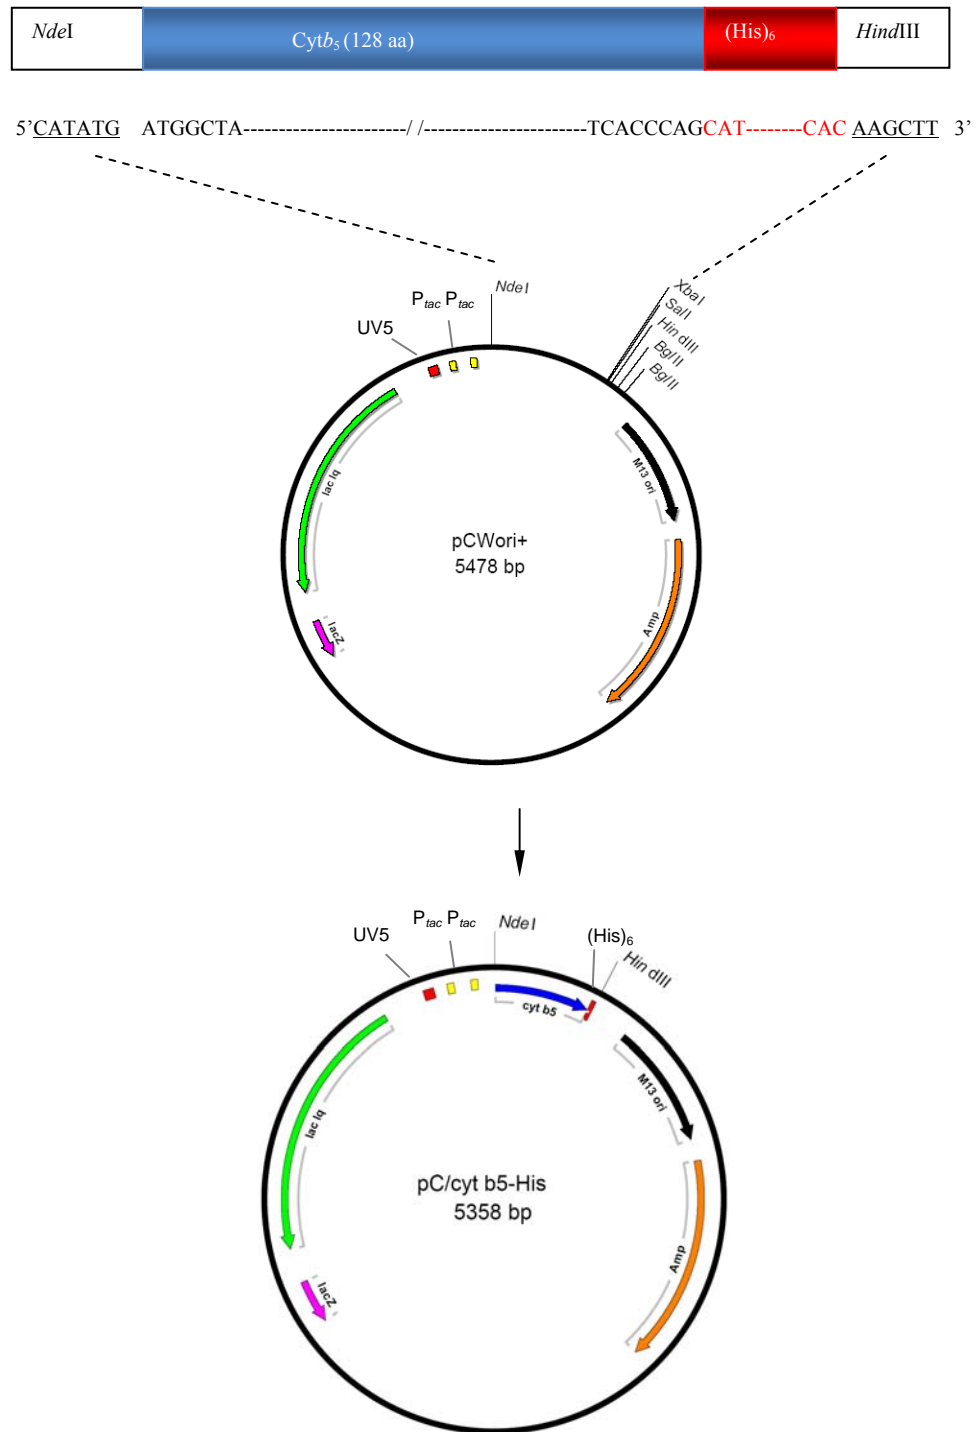 NdeI Cytb₅ (128 aa) (His)₆ HindIII
5’CATATG ATGGCTA-----------------------/ /-----------------------TCACCCAGCAT--------CAC AAGCTT 3’
NdeI
XbaI
SalI
Hin dIII
BglII
BglII
Ptac Ptac
UV5
lac Iq
M13 ori
pCWori+
5478 bp
Amp
lacZ
Ptac Ptac
NdeI
UV5
(His)₆
Hin dIII
cyt b5
M13 ori
lac Iq
pC/cyt b5-His
5358 bp
Amp
lacZ